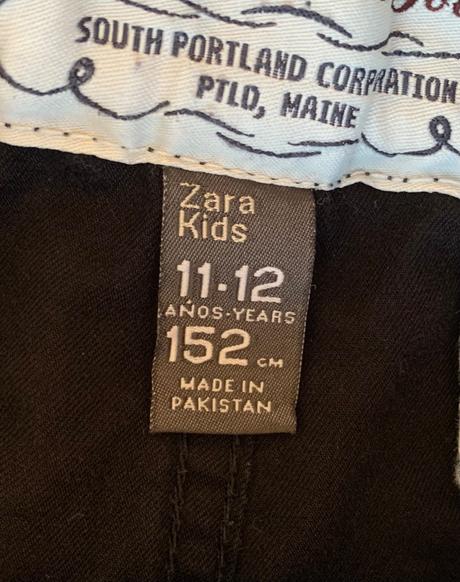 SOUTH PORTLAND CORPRATION
PTLD, MAINE
Zara
Kids
11-12
AÑOS-YEARS
152 CM
MADE IN
PAKISTAN